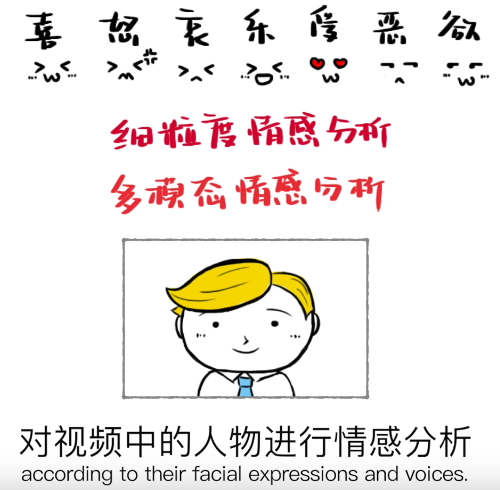 喜 怒 哀 乐 爱 恶 欲
细粒度情感分析
多模态情感分析
对视频中的人物进行情感分析
according to their facial expressions and voices.